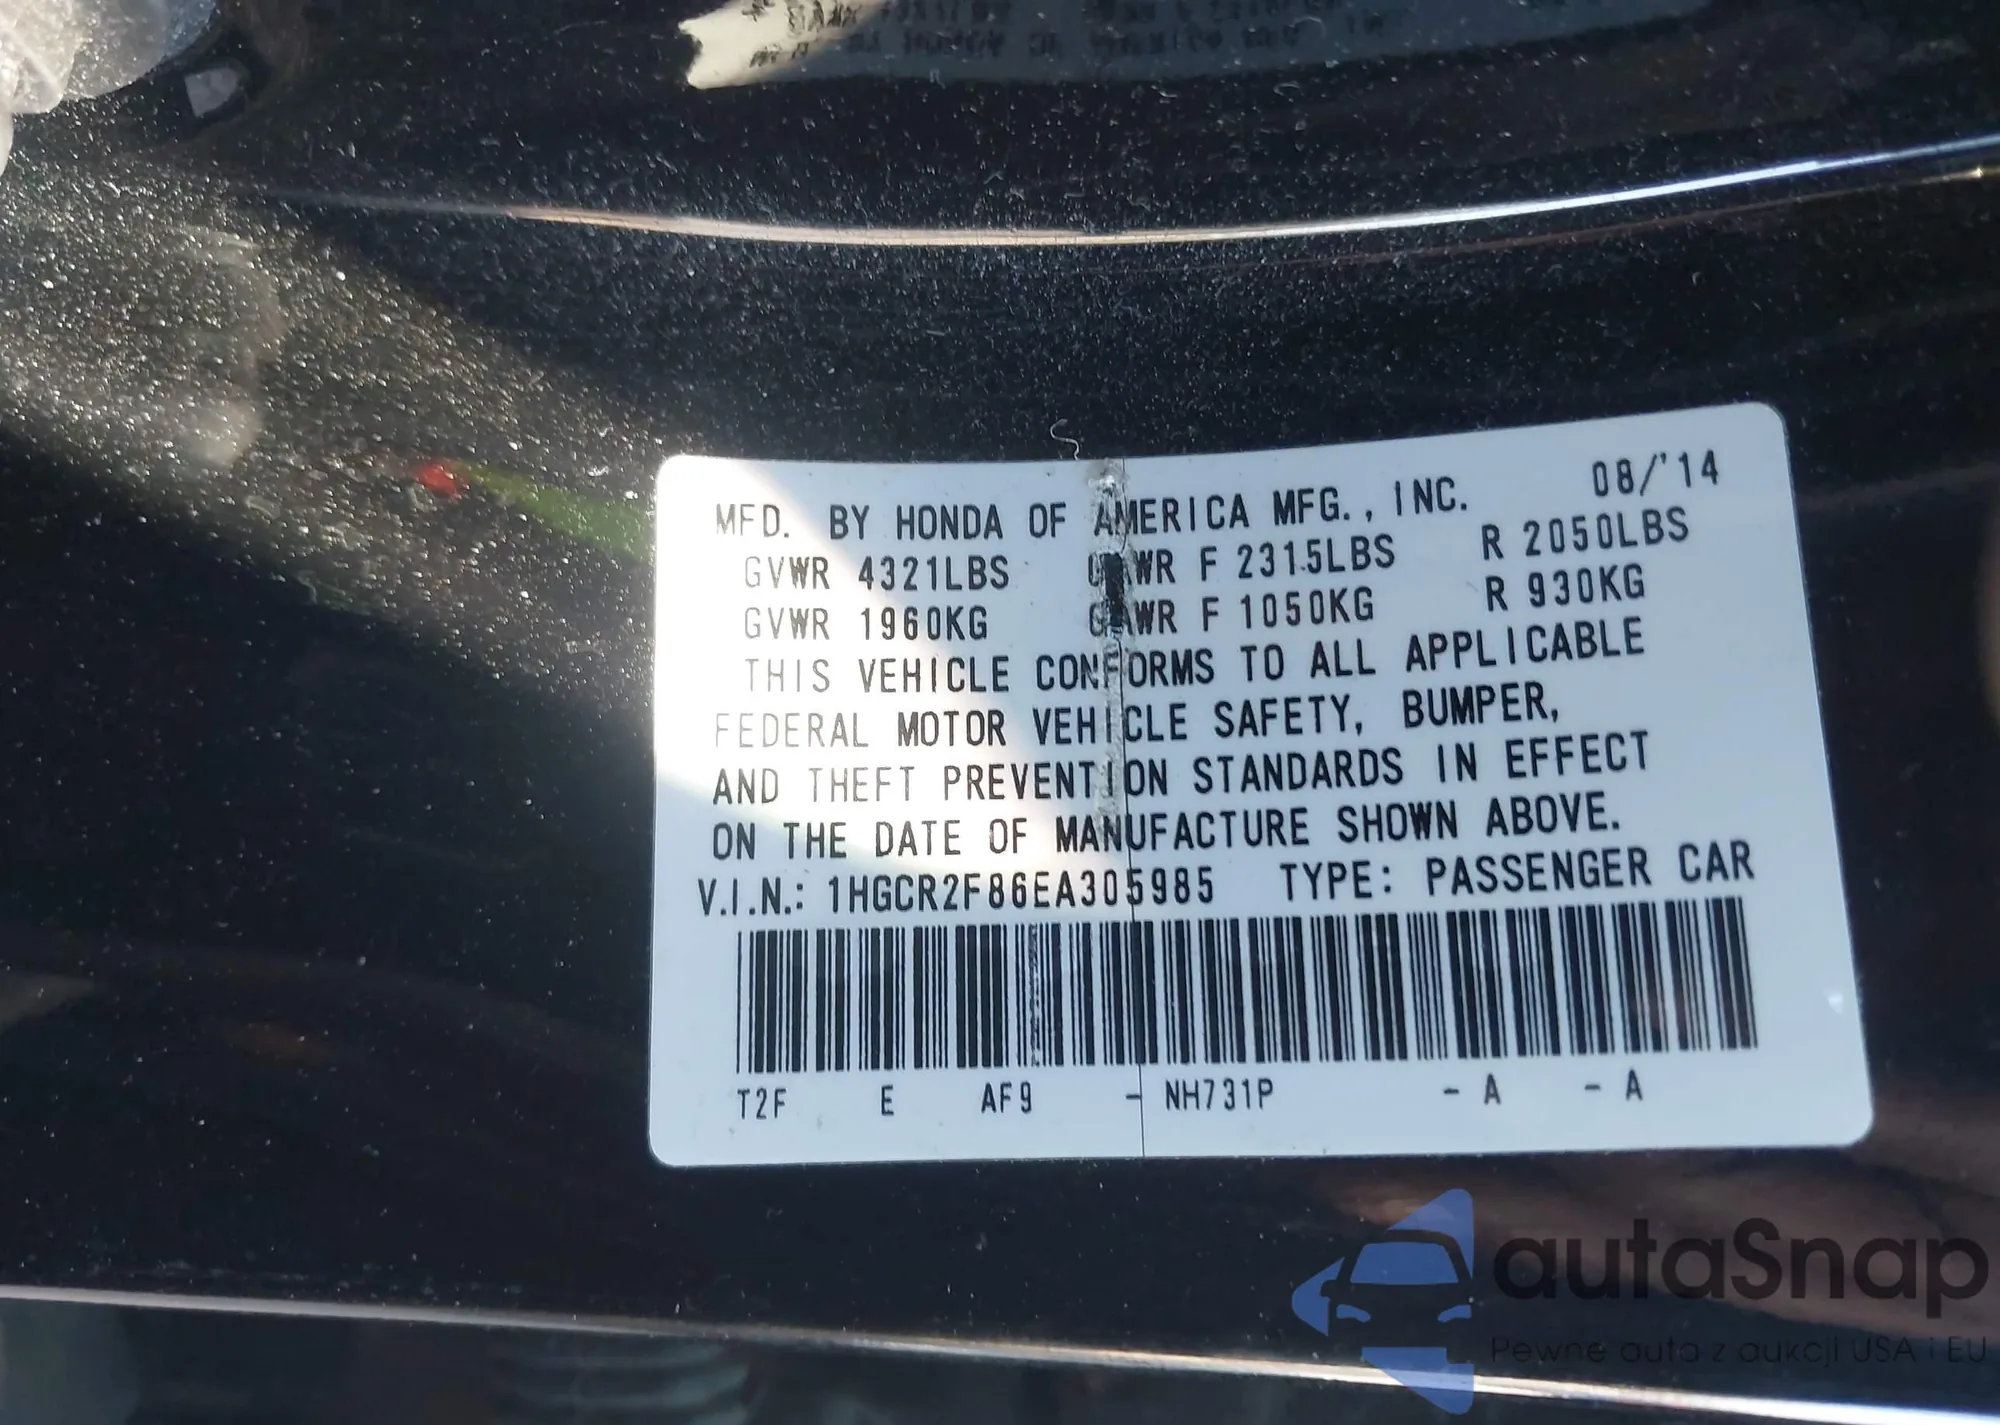 MFD. BY HONDA OF AMERICA MFG., INC. 08/'14
GVWR 4321LBS GAWR F 2315LBS R 2050LBS
GVWR 1960KG GAWR F 1050KG R 930KG
THIS VEHICLE CONFORMS TO ALL APPLICABLE
FEDERAL MOTOR VEHICLE SAFETY, BUMPER,
AND THEFT PREVENTION STANDARDS IN EFFECT
ON THE DATE OF MANUFACTURE SHOWN ABOVE.
V.I.N.: 1HGCR2F86EA305985 TYPE: PASSENGER CAR
T2F E AF9 - NH731P - A - A
autaSnap
Pewne auta z aukcji USA i EU